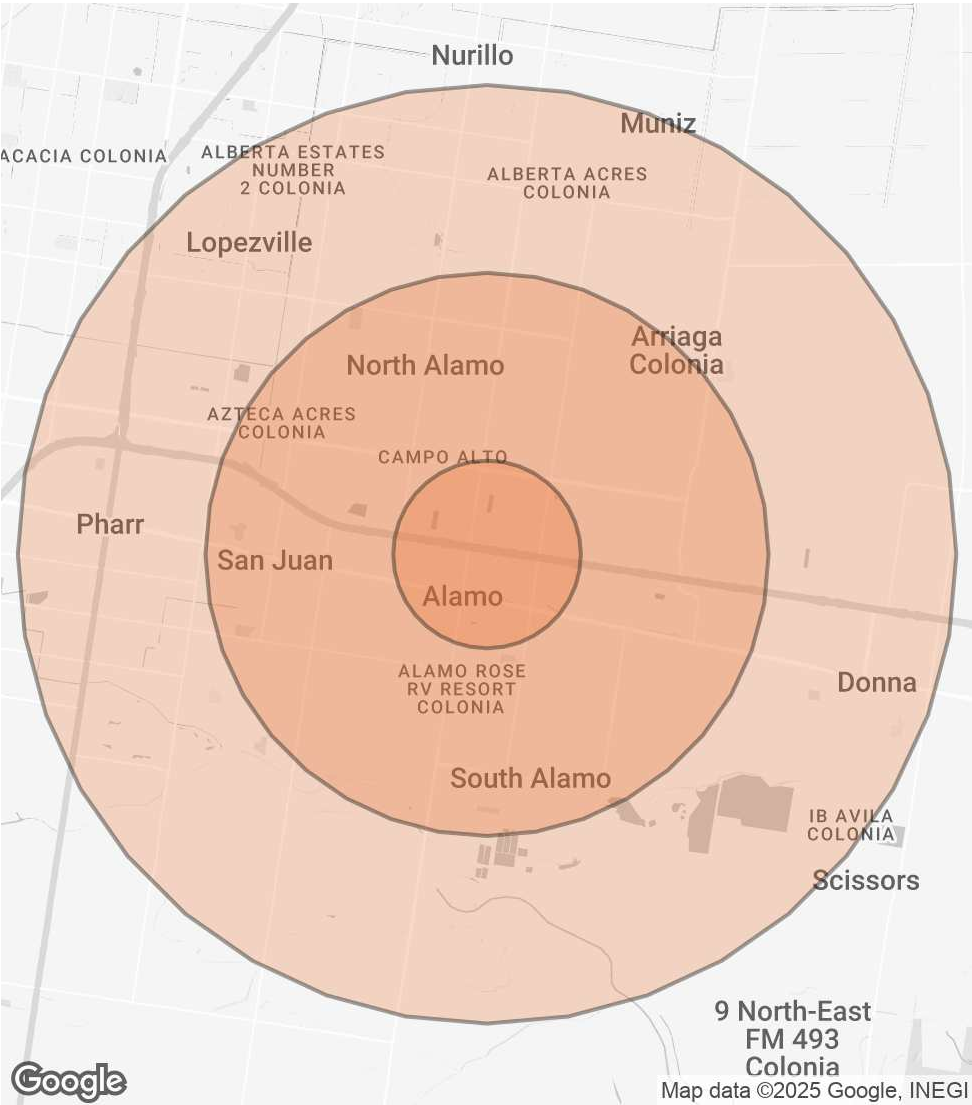 Nurillo
Muniz
ACACIA COLONIA
ALBERTA ESTATES
NUMBER
2 COLONIA
ALBERTA ACRES
COLONIA
Lopezville
Arriaga
Colonia
North Alamo
AZTECA ACRES
COLONIA
CAMPO ALTO
Pharr
San Juan
Alamo
ALAMO ROSE
RV RESORT
COLONIA
Donna
South Alamo
IB AVILA
COLONIA
Scissors
9 North-East
FM 493
Colonia
Google
Map data ©2025 Google, INEGI